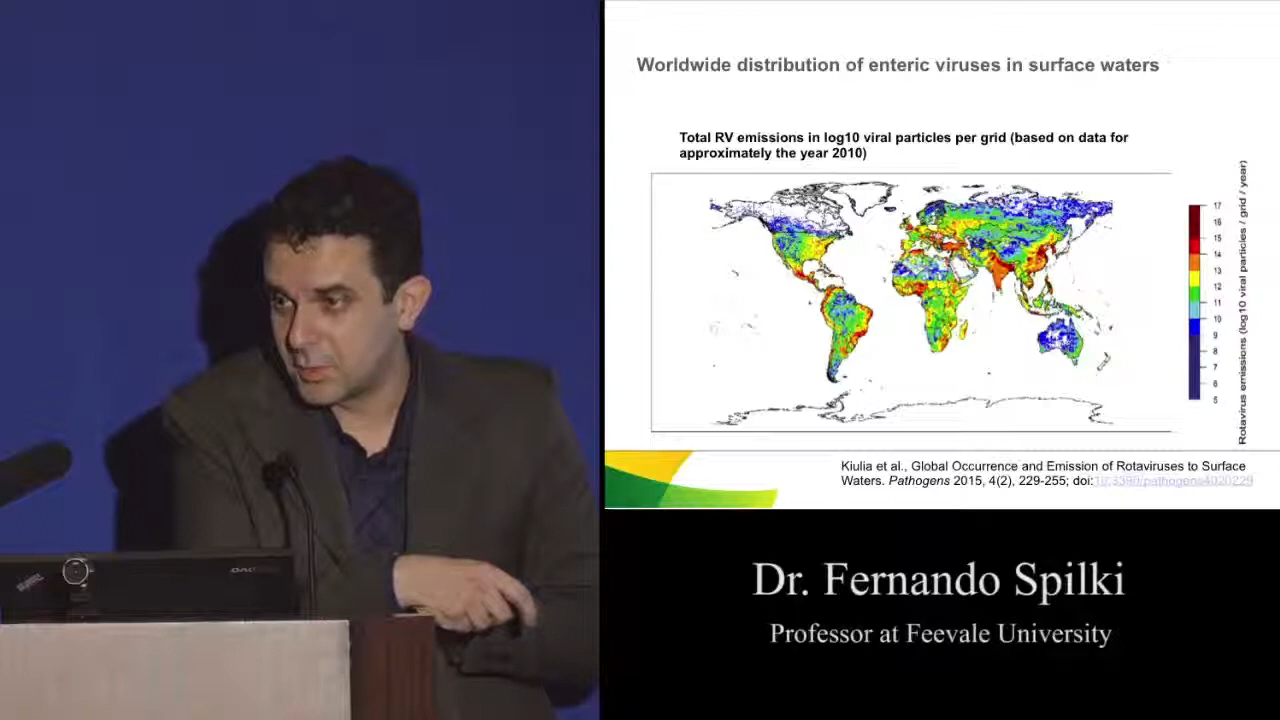 Worldwide distribution of enteric viruses in surface waters
Total RV emissions in log10 viral particles per grid (based on data for
approximately the year 2010)
17
16
15
14
13
12
11
10
9
8
7
6
5
Rotavirus emissions (log10 viral particles / grid / year)
Kiulia et al., Global Occurrence and Emission of Rotaviruses to Surface
Waters. Pathogens 2015, 4(2), 229-255; doi:10.3390/pathogens4020229
Dr. Fernando Spilki
Professor at Feevale University